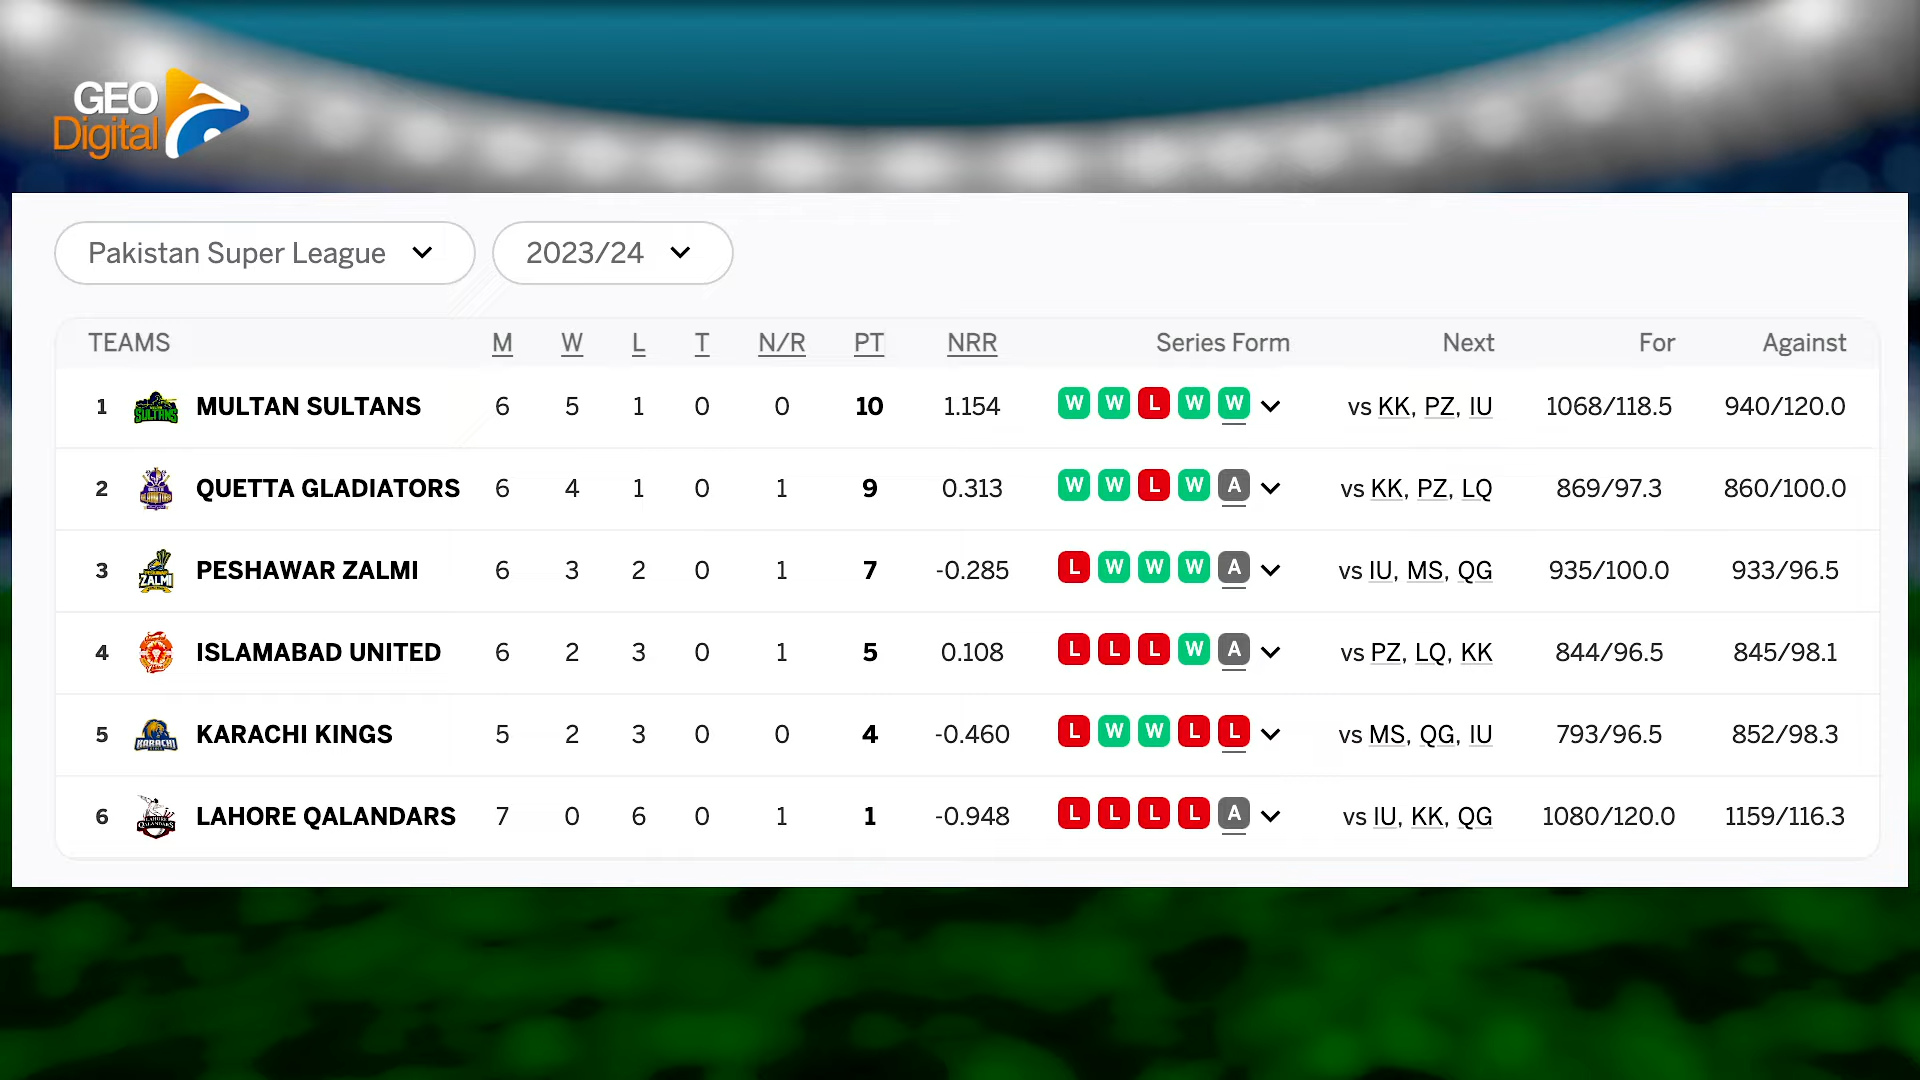 GEO
Digital
Pakistan Super League 2023/24
TEAMS M W L T N/R PT NRR Series Form Next For Against
1 MULTAN SULTANS 6 5 1 0 0 10 1.154 W W L W W vs KK, PZ, IU 1068/118.5 940/120.0
2 QUETTA GLADIATORS 6 4 1 0 1 9 0.313 W W L W A vs KK, PZ, LQ 869/97.3 860/100.0
3 PESHAWAR ZALMI 6 3 2 0 1 7 -0.285 L W W W A vs IU, MS, QG 935/100.0 933/96.5
4 ISLAMABAD UNITED 6 2 3 0 1 5 0.108 L L L W A vs PZ, LQ, KK 844/96.5 845/98.1
5 KARACHI KINGS 5 2 3 0 0 4 -0.460 L W W L L vs MS, QG, IU 793/96.5 852/98.3
6 LAHORE QALANDARS 7 0 6 0 1 1 -0.948 L L L L A vs IU, KK, QG 1080/120.0 1159/116.3